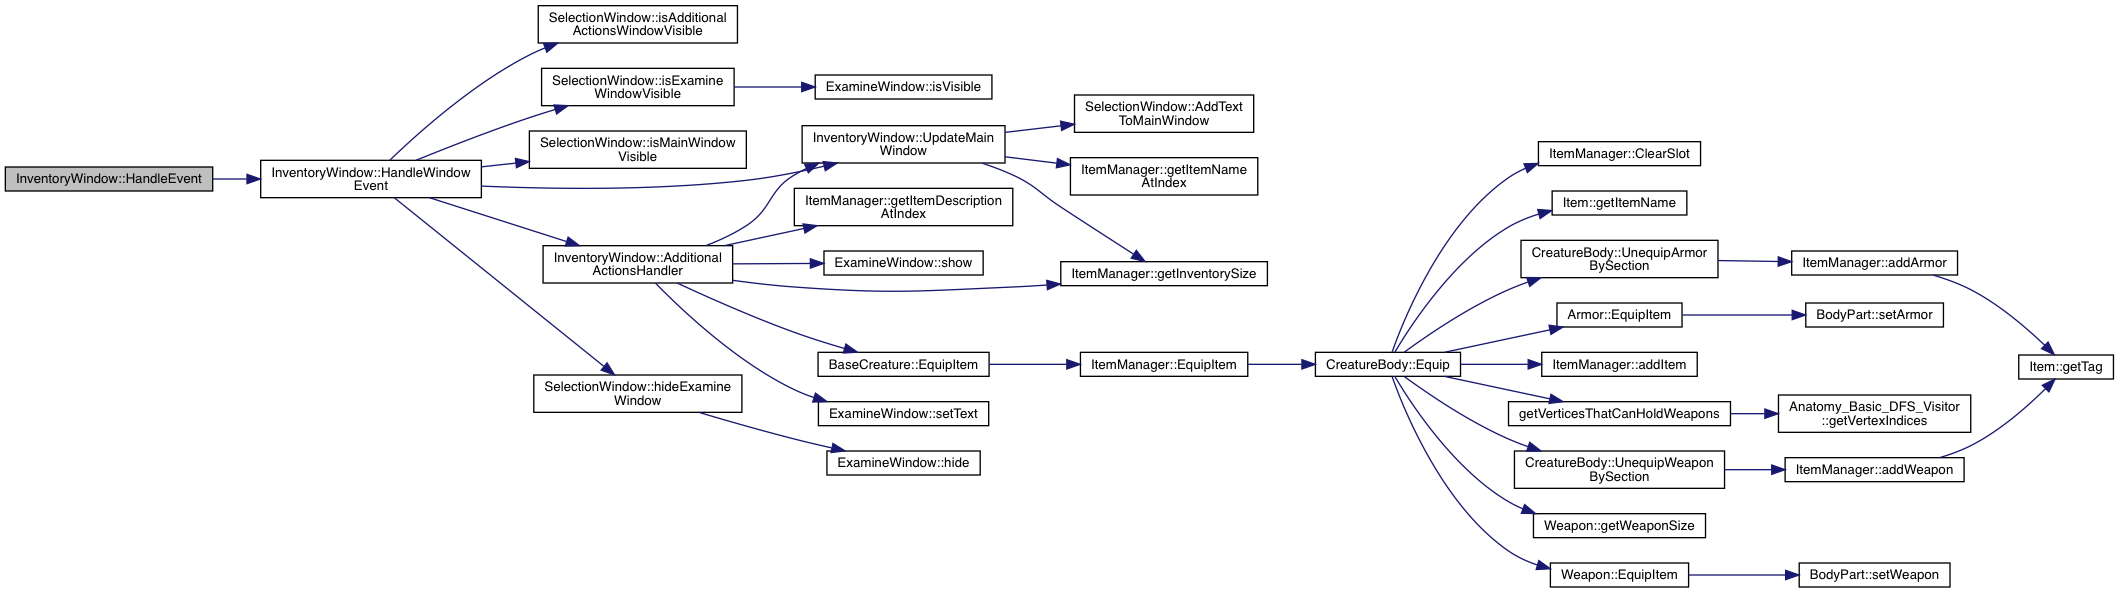 InventoryWindow::HandleEvent
InventoryWindow::HandleWindow
Event
SelectionWindow::isAdditional
ActionsWindowVisible
SelectionWindow::isExamine
WindowVisible
SelectionWindow::isMainWindow
Visible
InventoryWindow::Additional
ActionsHandler
SelectionWindow::hideExamine
Window
ExamineWindow::isVisible
InventoryWindow::UpdateMain
Window
ItemManager::getItemDescription
AtIndex
ExamineWindow::show
BaseCreature::EquipItem
ExamineWindow::setText
ExamineWindow::hide
SelectionWindow::AddText
ToMainWindow
ItemManager::getItemName
AtIndex
ItemManager::getInventorySize
ItemManager::EquipItem
CreatureBody::Equip
ItemManager::ClearSlot
Item::getItemName
CreatureBody::UnequipArmor
BySection
Armor::EquipItem
ItemManager::addItem
getVerticesThatCanHoldWeapons
CreatureBody::UnequipWeapon
BySection
Weapon::getWeaponSize
Weapon::EquipItem
ItemManager::addArmor
BodyPart::setArmor
Anatomy_Basic_DFS_Visitor
::getVertexIndices
ItemManager::addWeapon
BodyPart::setWeapon
Item::getTag